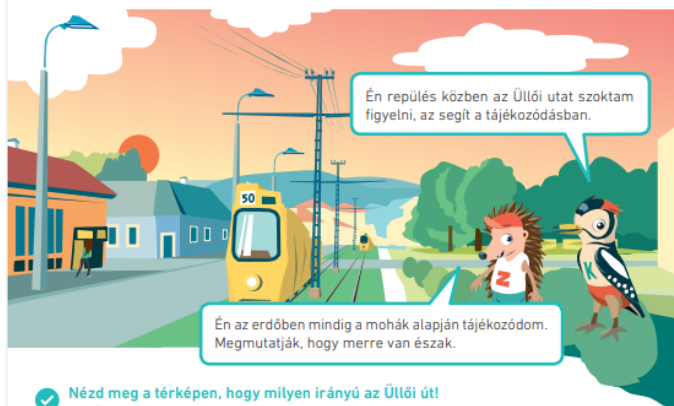 Én repülés közben az Üllői utat szoktam
figyelni, az segít a tájékozódásban.
50
Z
K
Én az erdőben mindig a mohák alapján tájékozódom.
Megmutatják, hogy merre van észak.
Nézd meg a térképen, hogy milyen irányú az Üllői út!